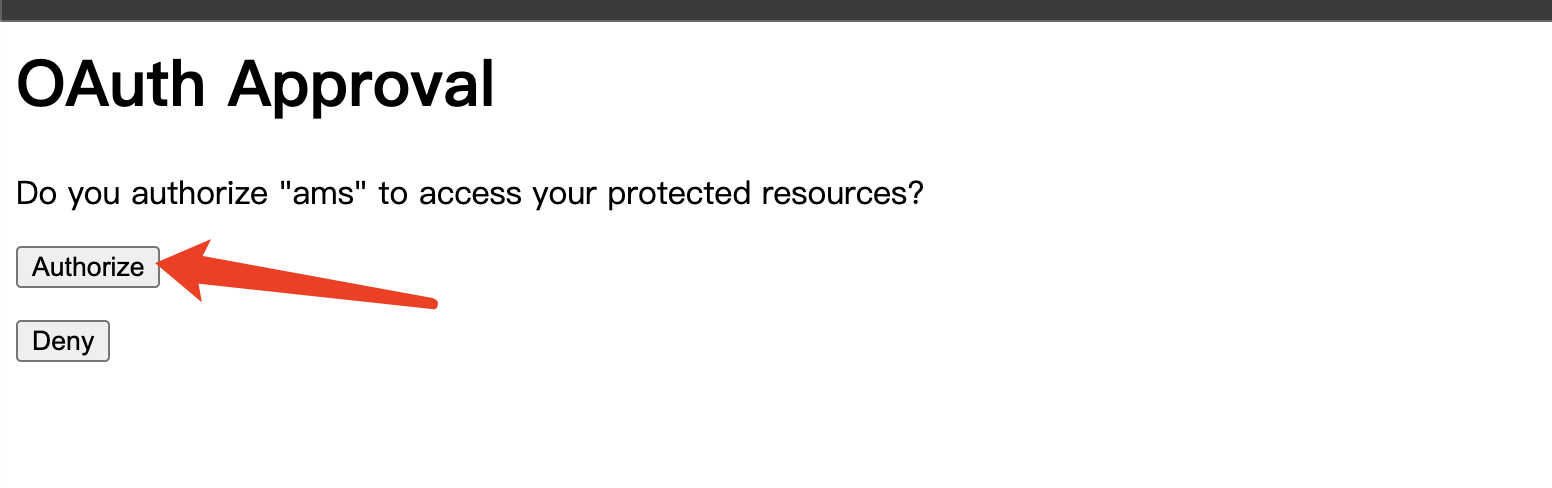 OAuth Approval
Do you authorize "ams" to access your protected resources?
Authorize
Deny